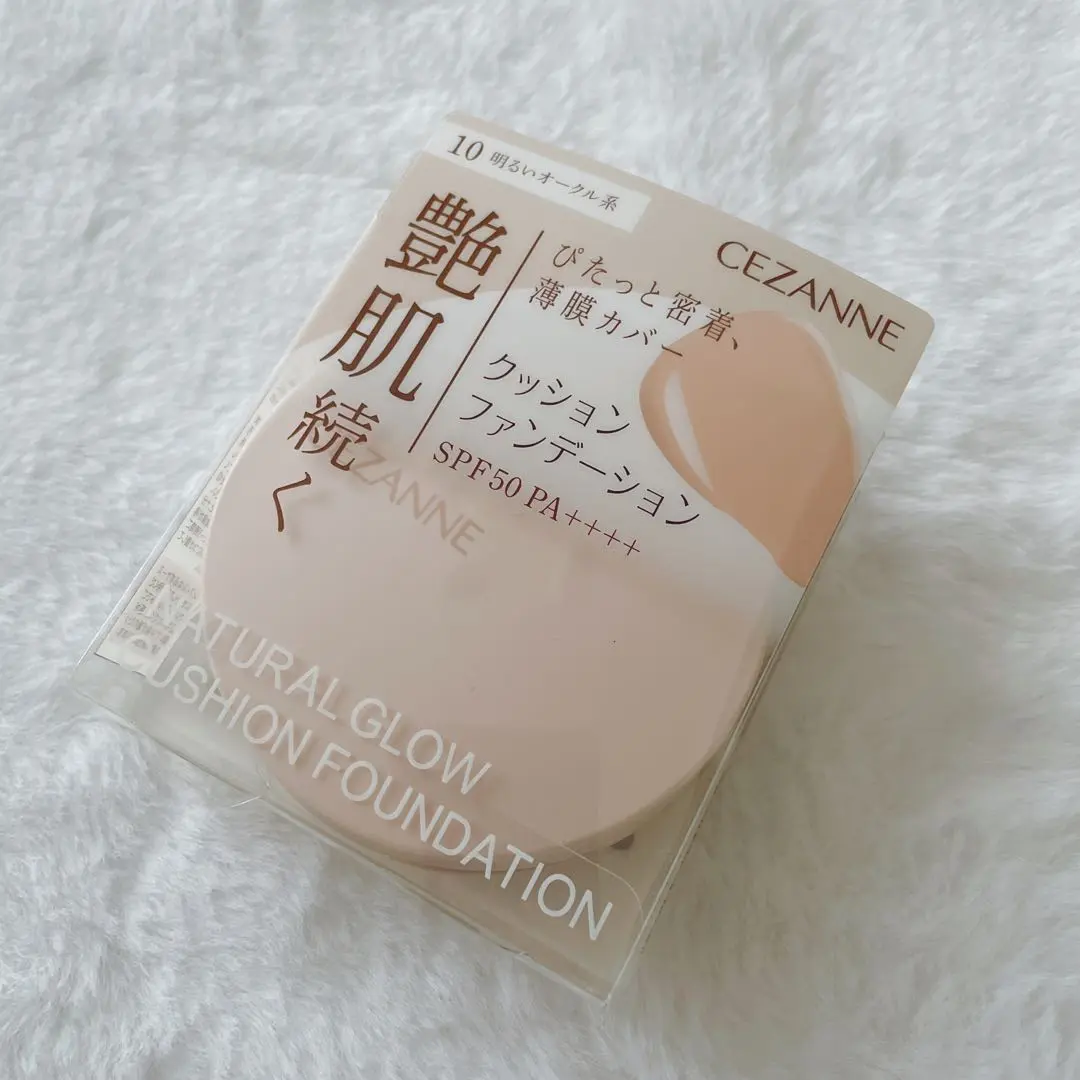 10 明るいオークル系
CEZANNE
艶肌続く
ぴたっと密着、
薄膜カバー
クッション
ファンデーション
SPF50 PA++++
ZANNE
NATURAL GLOW
CUSHION FOUNDATION